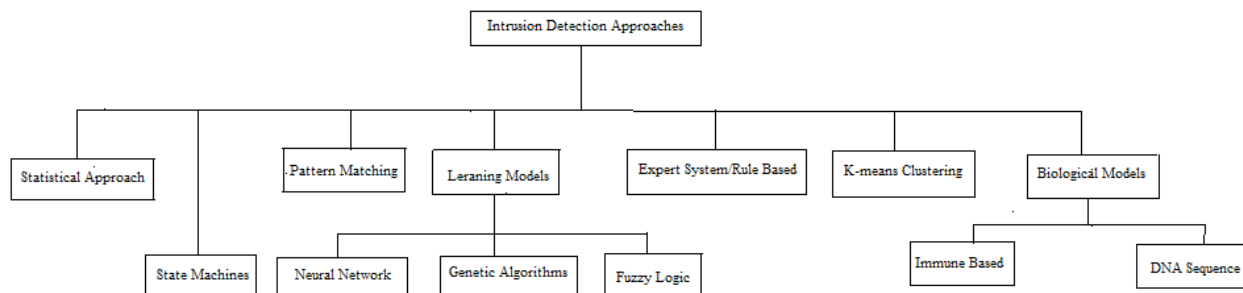 Intrusion Detection Approaches
Statistical Approach
.Pattern Matching
Leraning Models
Expert System/Rule Based
K-means Clustering
Biological Models
State Machines
Neural Network
Genetic Algorithms
Fuzzy Logic
Immune Based
DNA Sequence